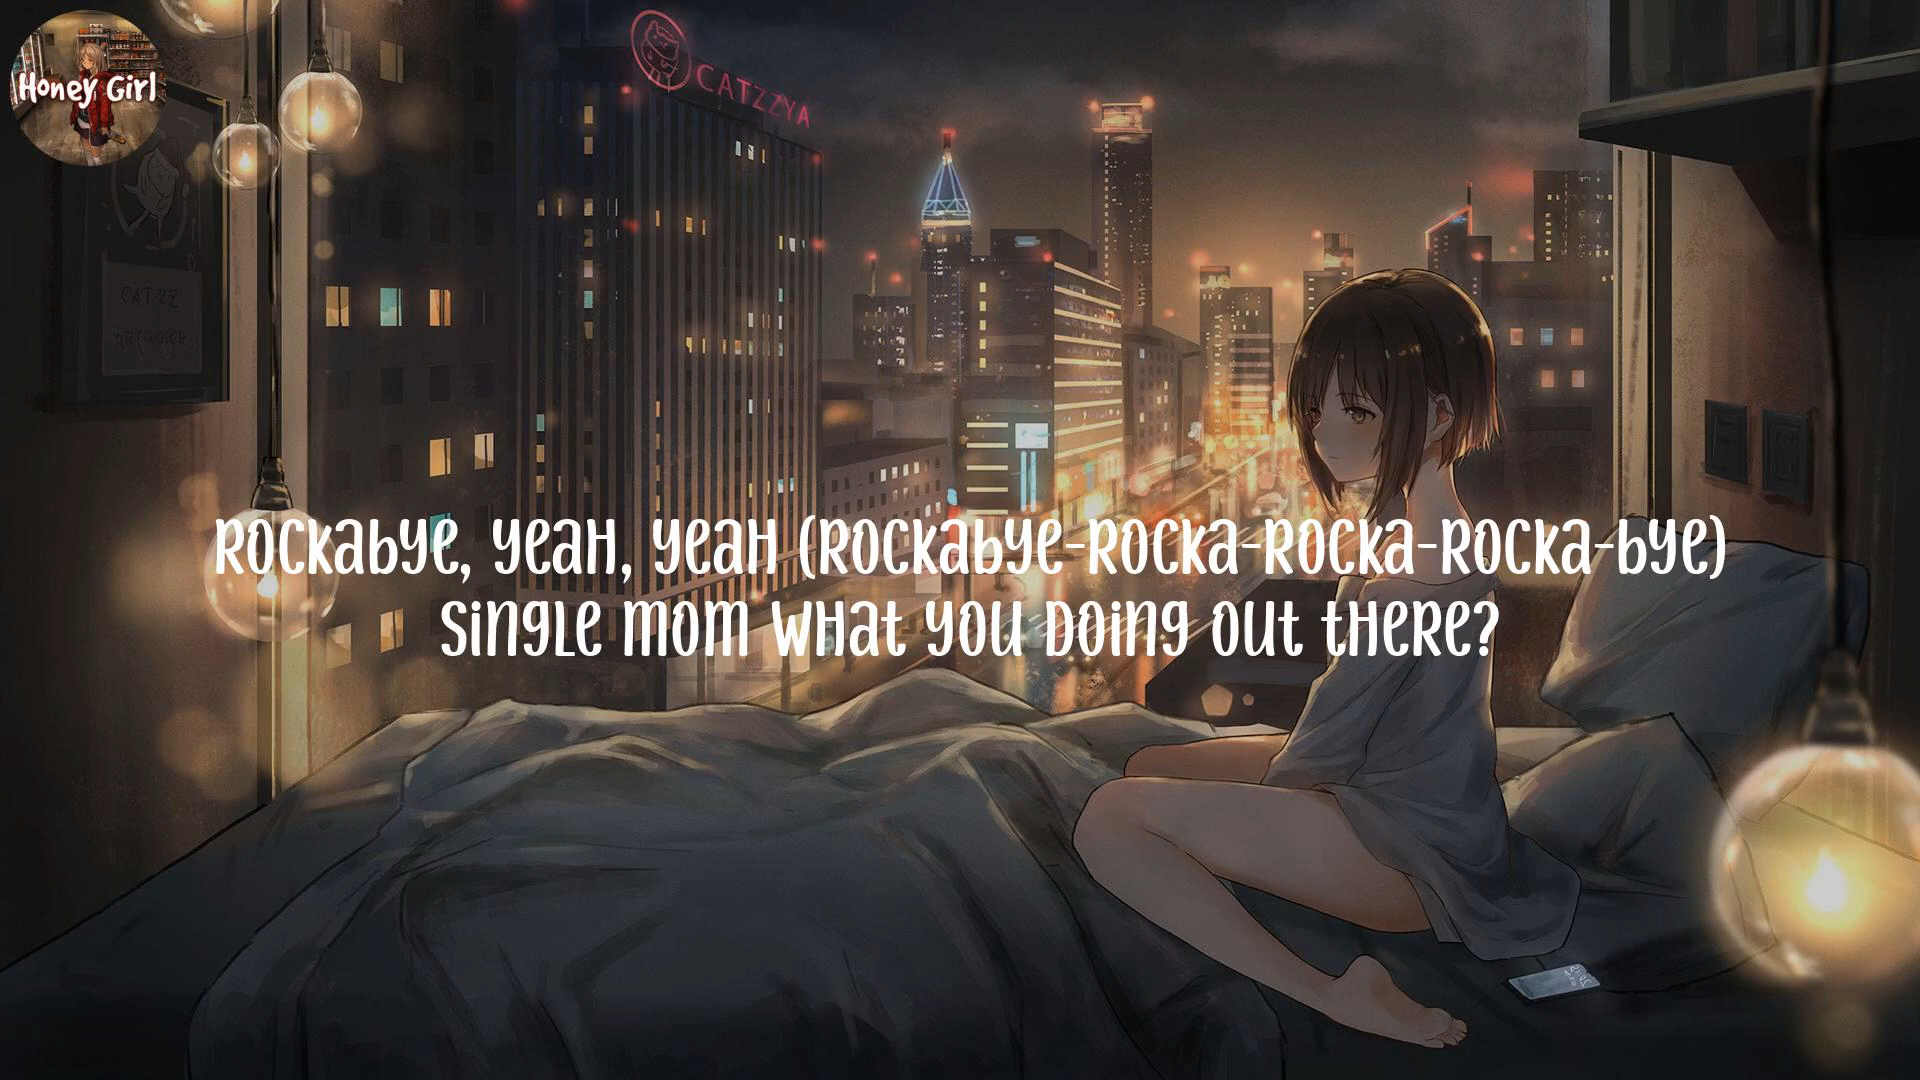 Honey Girl
CATZZYA
CATZZ
ARTWORK
Rockabye, yeah, yeah (Rockabye-rocka-rocka-rocka-bye)
Single mom what you doing out there?